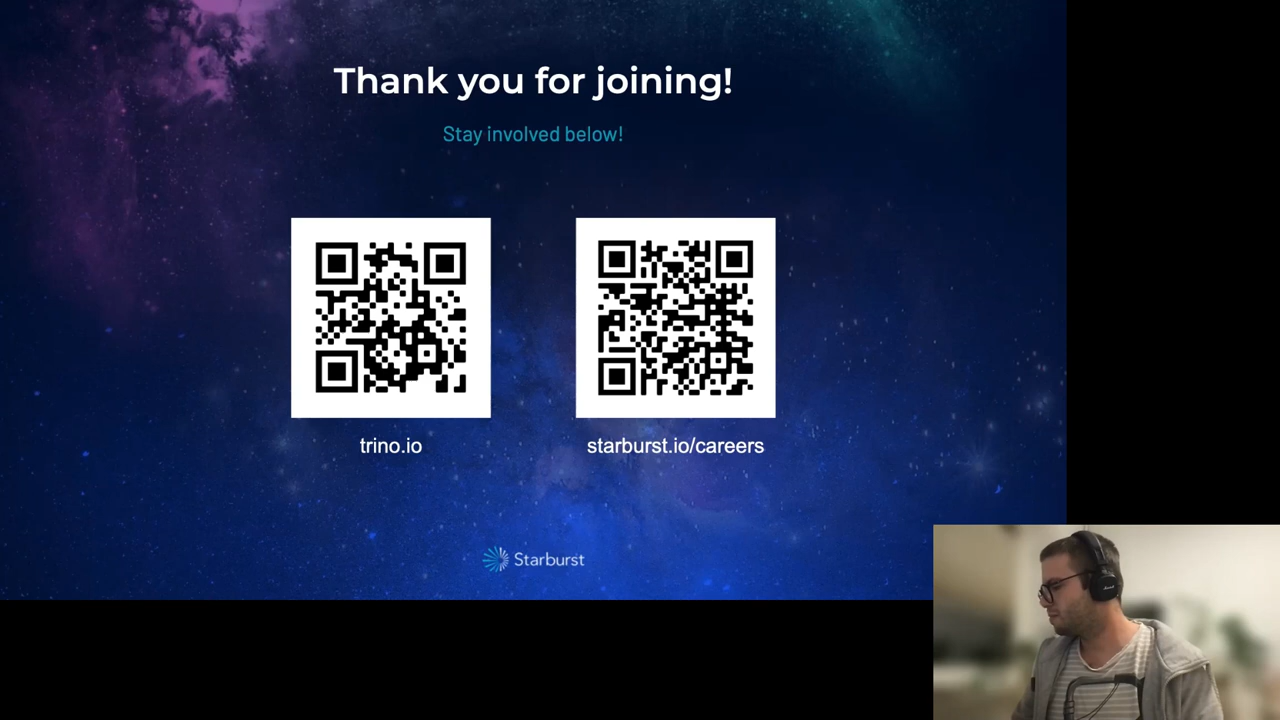 Thank you for joining!
Stay involved below!
trino.io
starburst.io/careers
Starburst